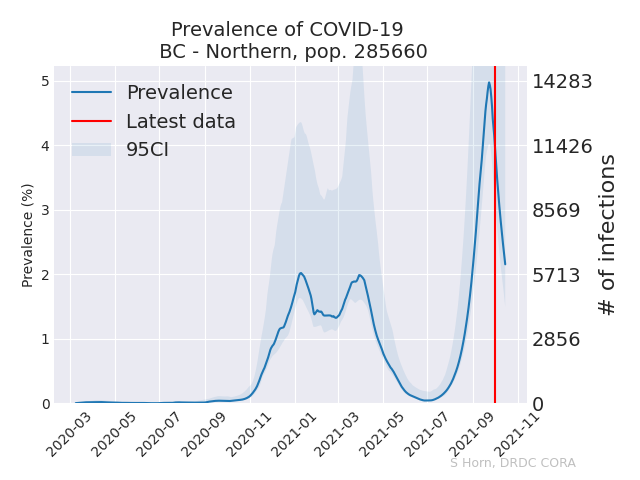 Prevalence of COVID-19
BC - Northern, pop. 285660
Prevalence
Latest data
95CI
Prevalence (%)
5
4
3
2
1
0
14283
11426
8569
5713
2856
0
# of infections
2020-03
2020-05
2020-07
2020-09
2020-11
2021-01
2021-03
2021-05
2021-07
2021-09
2021-11
S Horn, DRDC CORA